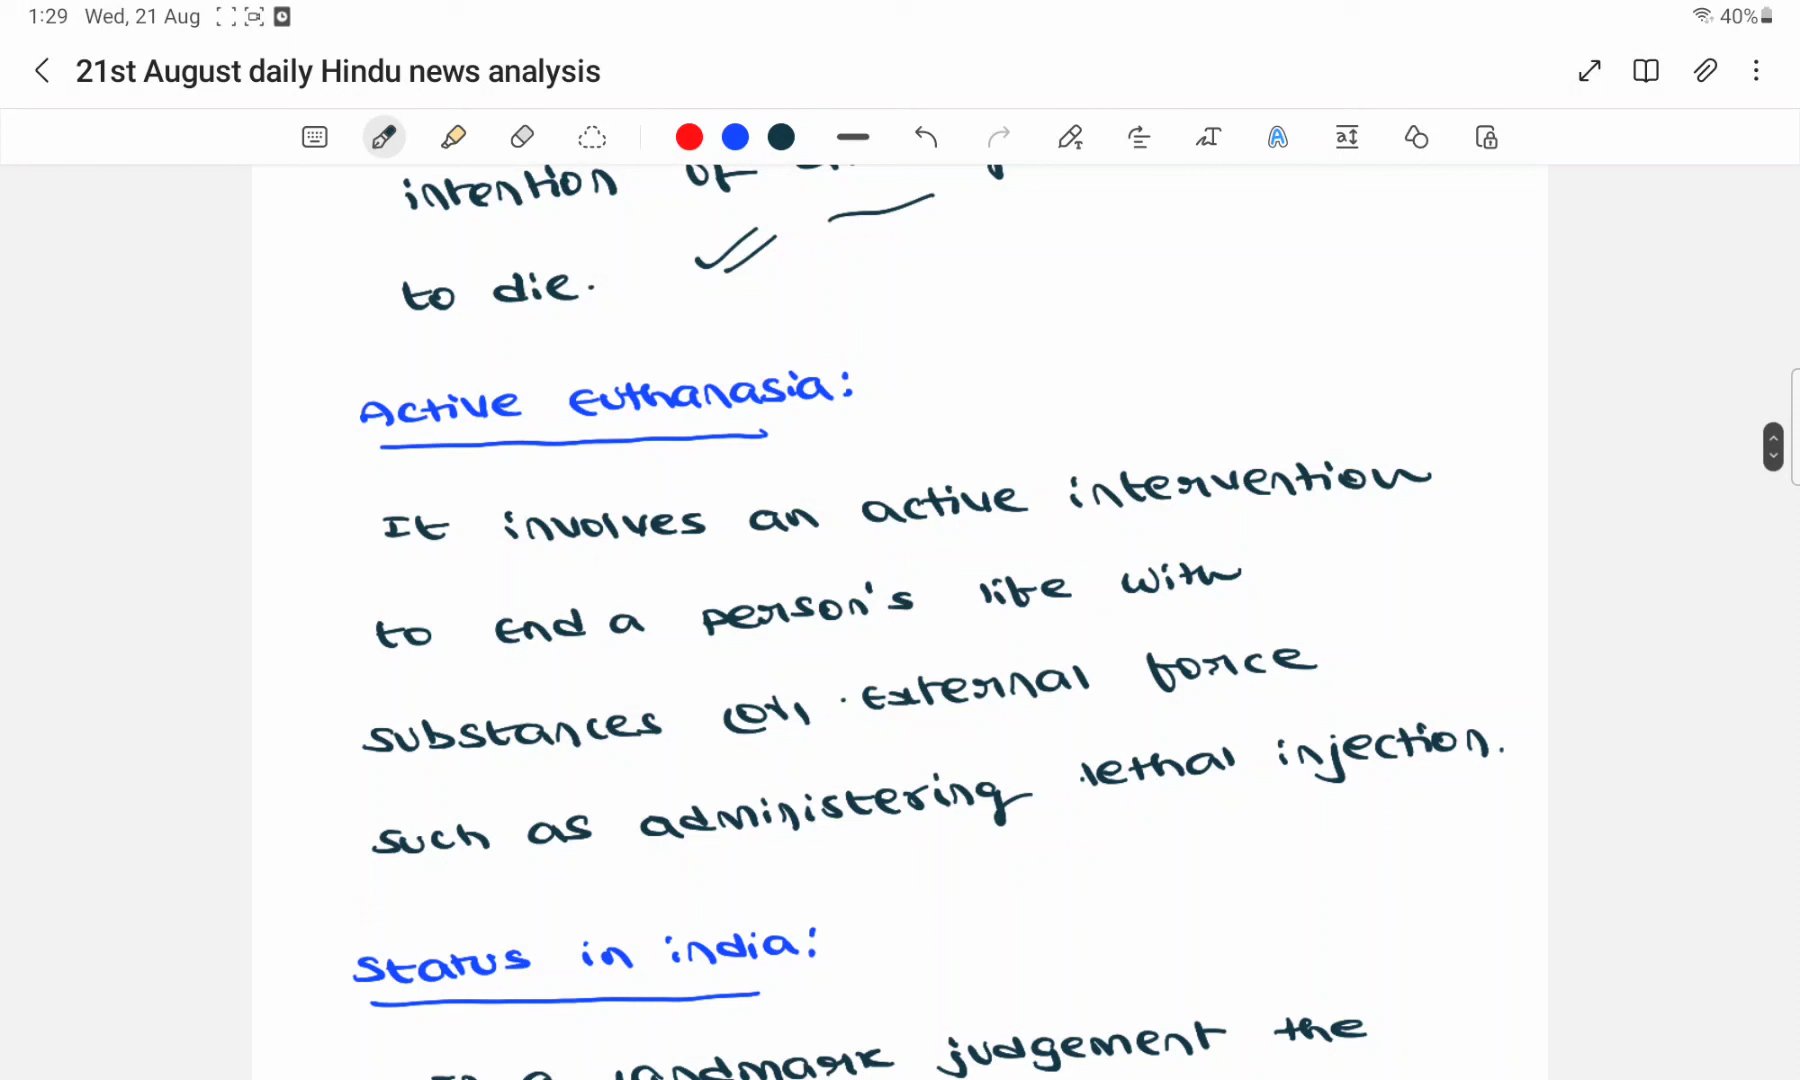 1:29 Wed, 21 Aug 40%
21st August daily Hindu news analysis
intention of
to die.
Active Euthanasia:
It involves an active intervention
to end a person's life with
substances (or) external force
such as administering lethal injection.
Status in india:
In a landmark judgement the